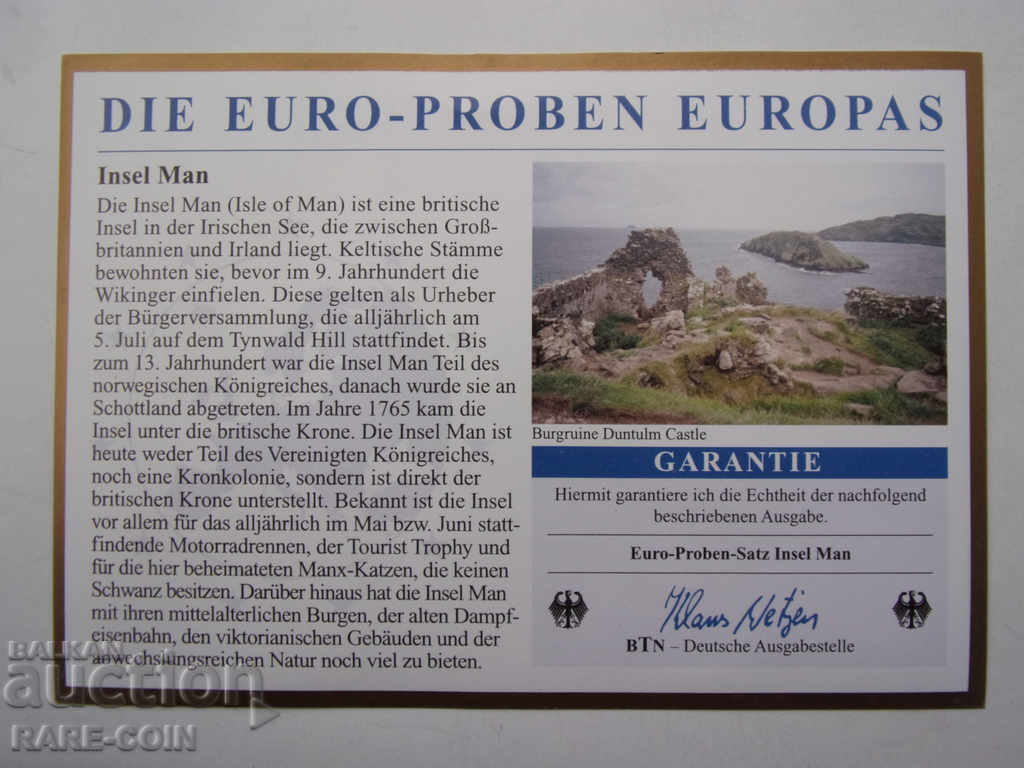 DIE EURO-PROBEN EUROPAS
Insel Man
Die Insel Man (Isle of Man) ist eine britische
Insel in der Irischen See, die zwischen Groß-
britannien und Irland liegt. Keltische Stämme
bewohnten sie, bevor im 9. Jahrhundert die
Wikinger einfielen. Diese gelten als Urheber
der Bürgerversammlung, die alljährlich am
5. Juli auf dem Tynwald Hill stattfindet. Bis
zum 13. Jahrhundert war die Insel Man Teil des
norwegischen Königreiches, danach wurde sie an
Schottland abgetreten. Im Jahre 1765 kam die
Insel unter die britische Krone. Die Insel Man ist
heute weder Teil des Vereinigten Königreiches,
noch eine Kronkolonie, sondern ist direkt der
britischen Krone unterstellt. Bekannt ist die Insel
vor allem für das alljährlich im Mai bzw. Juni statt-
findende Motorradrennen, der Tourist Trophy und
für die hier beheimateten Manx-Katzen, die keinen
Schwanz besitzen. Darüber hinaus hat die Insel Man
mit ihren mittelalterlichen Burgen, der alten Dampf-
eisenbahn, den viktorianischen Gebäuden und der
abwechslungsreichen Natur noch viel zu bieten.
Burgruine Duntulm Castle
GARANTIE
Hiermit garantiere ich die Echtheit der nachfolgend
beschriebenen Ausgabe.
Euro-Proben-Satz Insel Man
Klaus Netzen
BTN – Deutsche Ausgabestelle
BALKAN
auction
RARE-COIN